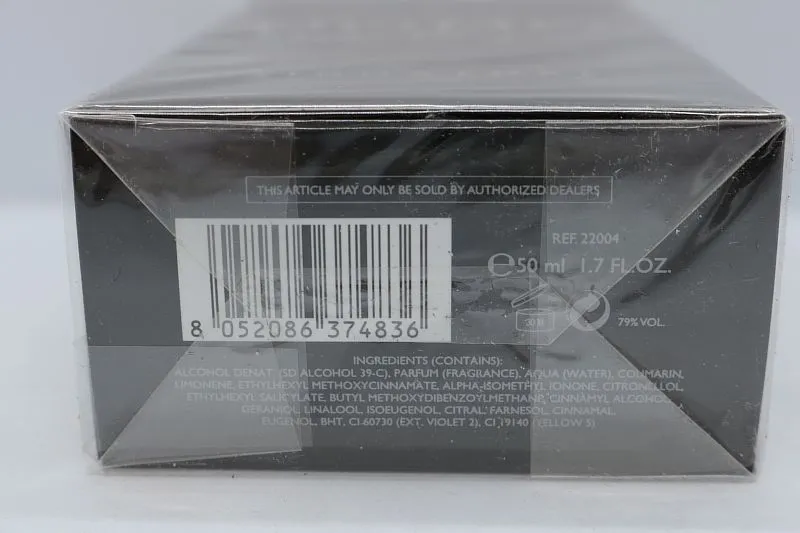 THIS ARTICLE MAY ONLY BE SOLD BY AUTHORIZED DEALERS
REF. 22004
℮50 ml 1.7 FL.OZ.
30M
79% VOL.
8 052086 374836
INGREDIENTS (CONTAINS):
ALCOHOL DENAT. (SD ALCOHOL 39-C), PARFUM (FRAGRANCE), AQUA (WATER), COUMARIN,
LIMONENE, ETHYLHEXYL METHOXYCINNAMATE, ALPHA-ISOMETHYL IONONE, CITRONELLOL,
ETHYLHEXYL SALICYLATE, BUTYL METHOXYDIBENZOYLMETHANE, CINNAMYL ALCOHOL,
GERANIOL, LINALOOL, ISOEUGENOL, CITRAL, FARNESOL, CINNAMAL,
EUGENOL, BHT, CI 60730 (EXT. VIOLET 2), CI 19140 (YELLOW 5)